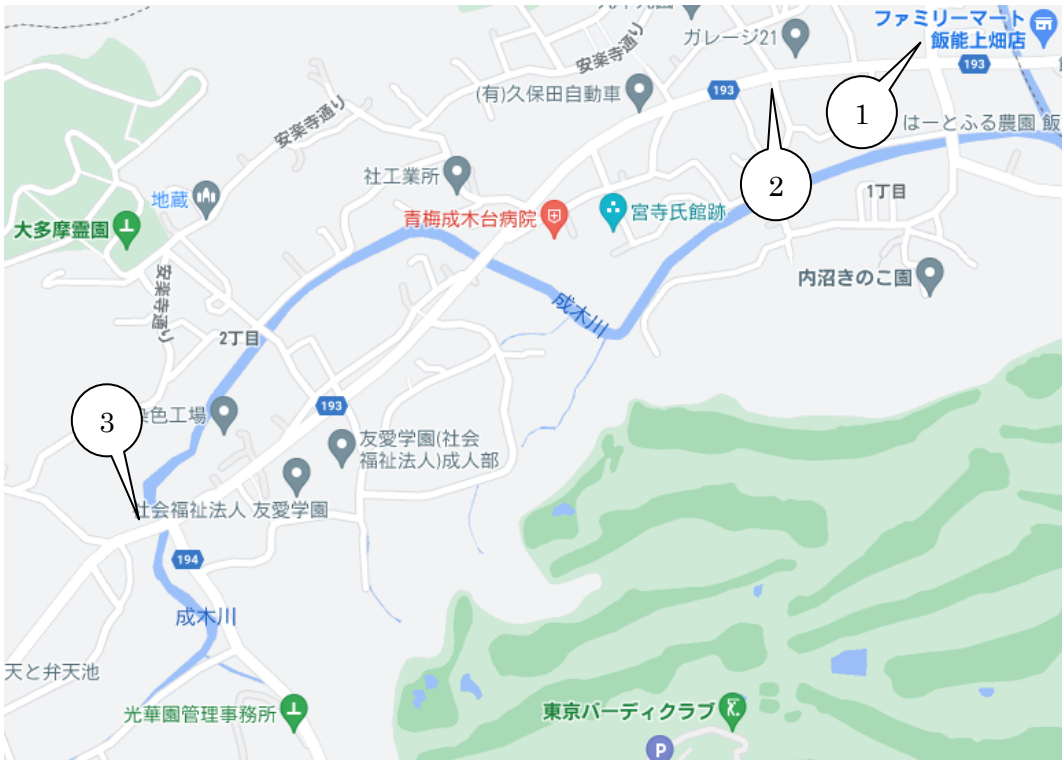 ファミリーマート
飯能上畑店
ガレージ21
安楽寺通り
193
193
(有)久保田自動車
1
はーとふる農園 飯
安楽寺通り
2
社工業所
1丁目
地蔵
青梅成木台病院
宮寺氏館跡
大多摩霊園
内沼きのこ園
安楽寺通り
成木川
2丁目
193
3
染色工場
友愛学園(社会
福祉法人)成人部
社会福祉法人 友愛学園
194
成木川
天と弁天池
光華園管理事務所
東京バーディクラブ
P